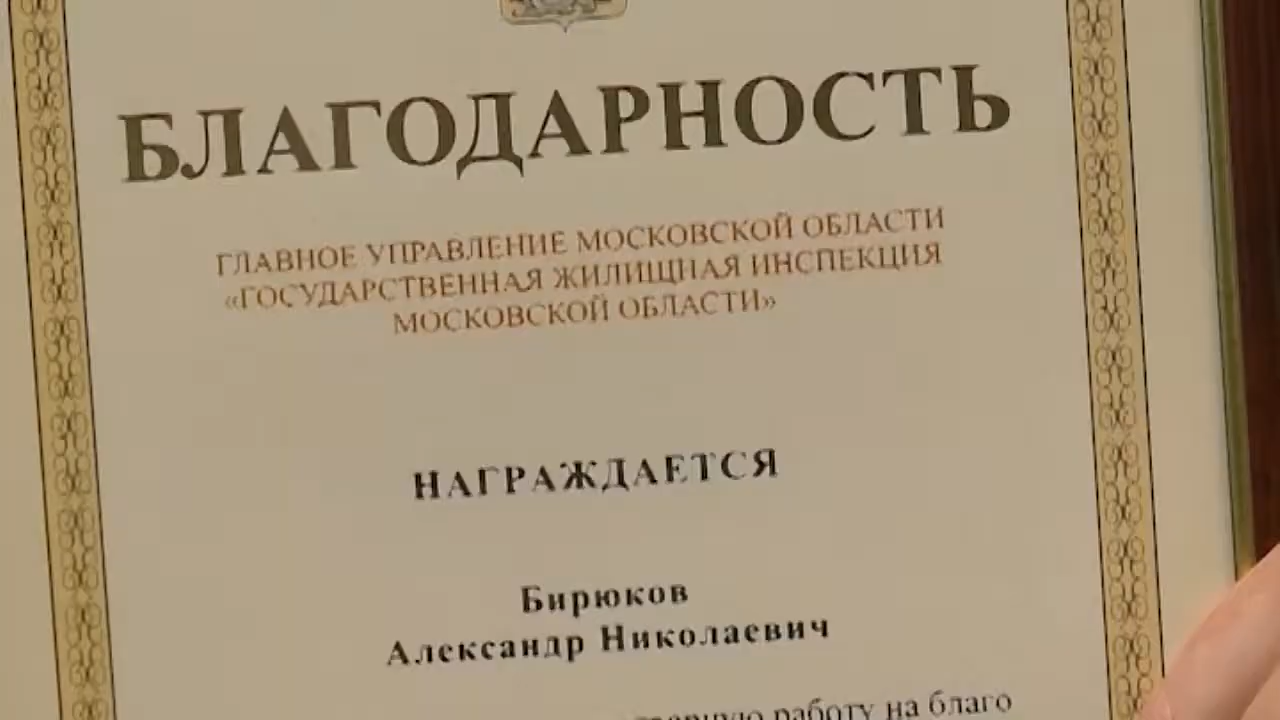 БЛАГОДАРНОСТЬ
ГЛАВНОЕ УПРАВЛЕНИЕ МОСКОВСКОЙ ОБЛАСТИ
«ГОСУДАРСТВЕННАЯ ЖИЛИЩНАЯ ИНСПЕКЦИЯ
МОСКОВСКОЙ ОБЛАСТИ»
НАГРАЖДАЕТСЯ
Бирюков
Александр Николаевич
работу на благо